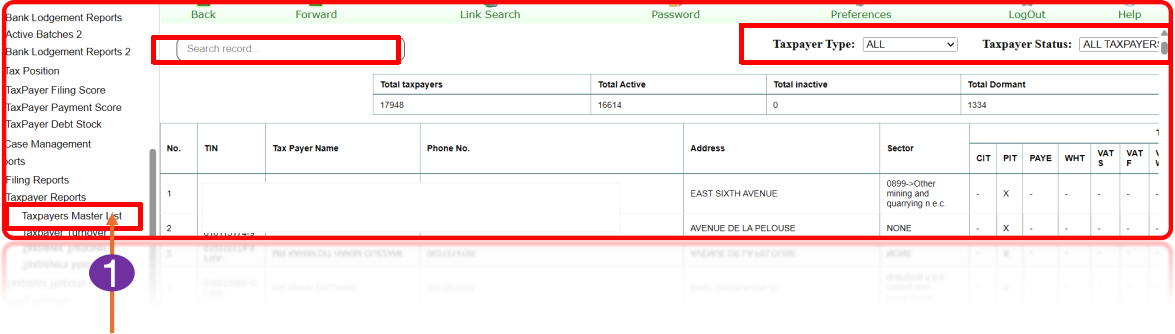 Back Forward Link Search Password Preferences LogOut Help
Bank Lodgement Reports
Active Batches 2
Bank Lodgement Reports 2
Tax Position
TaxPayer Filing Score
TaxPayer Payment Score
TaxPayer Debt Stock
Case Management
orts
Filing Reports
Taxpayer Reports
Taxpayers Master List
Taxpayer Turnover
1
Search record...
Taxpayer Type: ALL Taxpayer Status: ALL TAXPAYERS
Total taxpayers Total Active Total inactive Total Dormant
17948 16614 0 1334
No. TIN Tax Payer Name Phone No. Address Sector
CIT PIT PAYE WHT VAT S VAT F
1 EAST SIXTH AVENUE 0899->Other mining and quarrying n.e.c. - X - - - - -
2 AVENUE DE LA PELOUSE NONE - X - - - - -